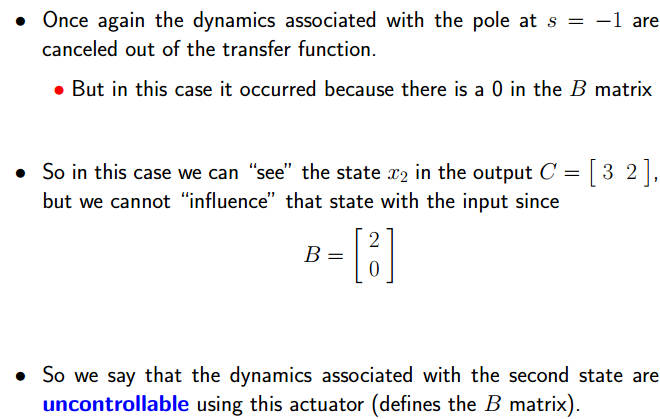 • Once again the dynamics associated with the pole at s = −1 are
canceled out of the transfer function.
• But in this case it occurred because there is a 0 in the B matrix
• So in this case we can “see” the state x₂ in the output C = [ 3 2 ],
but we cannot “influence” that state with the input since
B = [ 2
0 ]
• So we say that the dynamics associated with the second state are
uncontrollable using this actuator (defines the B matrix).